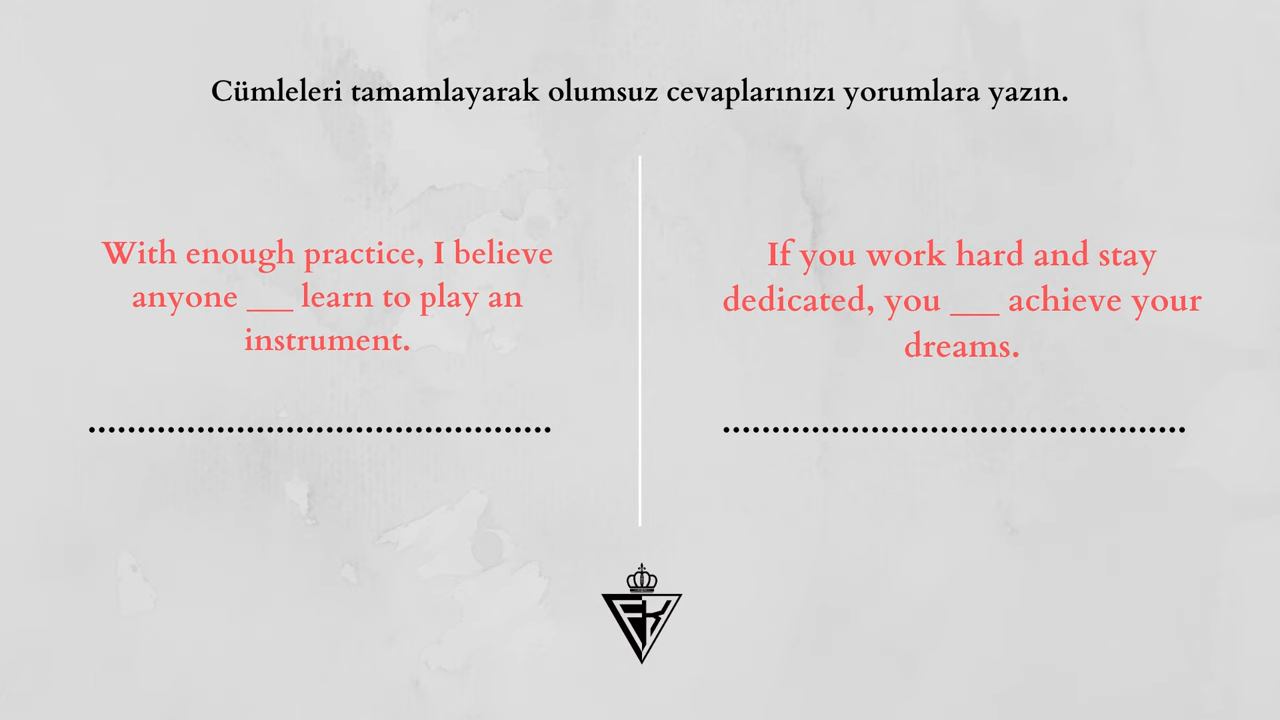 Cümleleri tamamlayarak olumsuz cevaplarınızı yorumlara yazın.
With enough practice, I believe
anyone ___ learn to play an
instrument.
If you work hard and stay
dedicated, you ___ achieve your
dreams.
FK